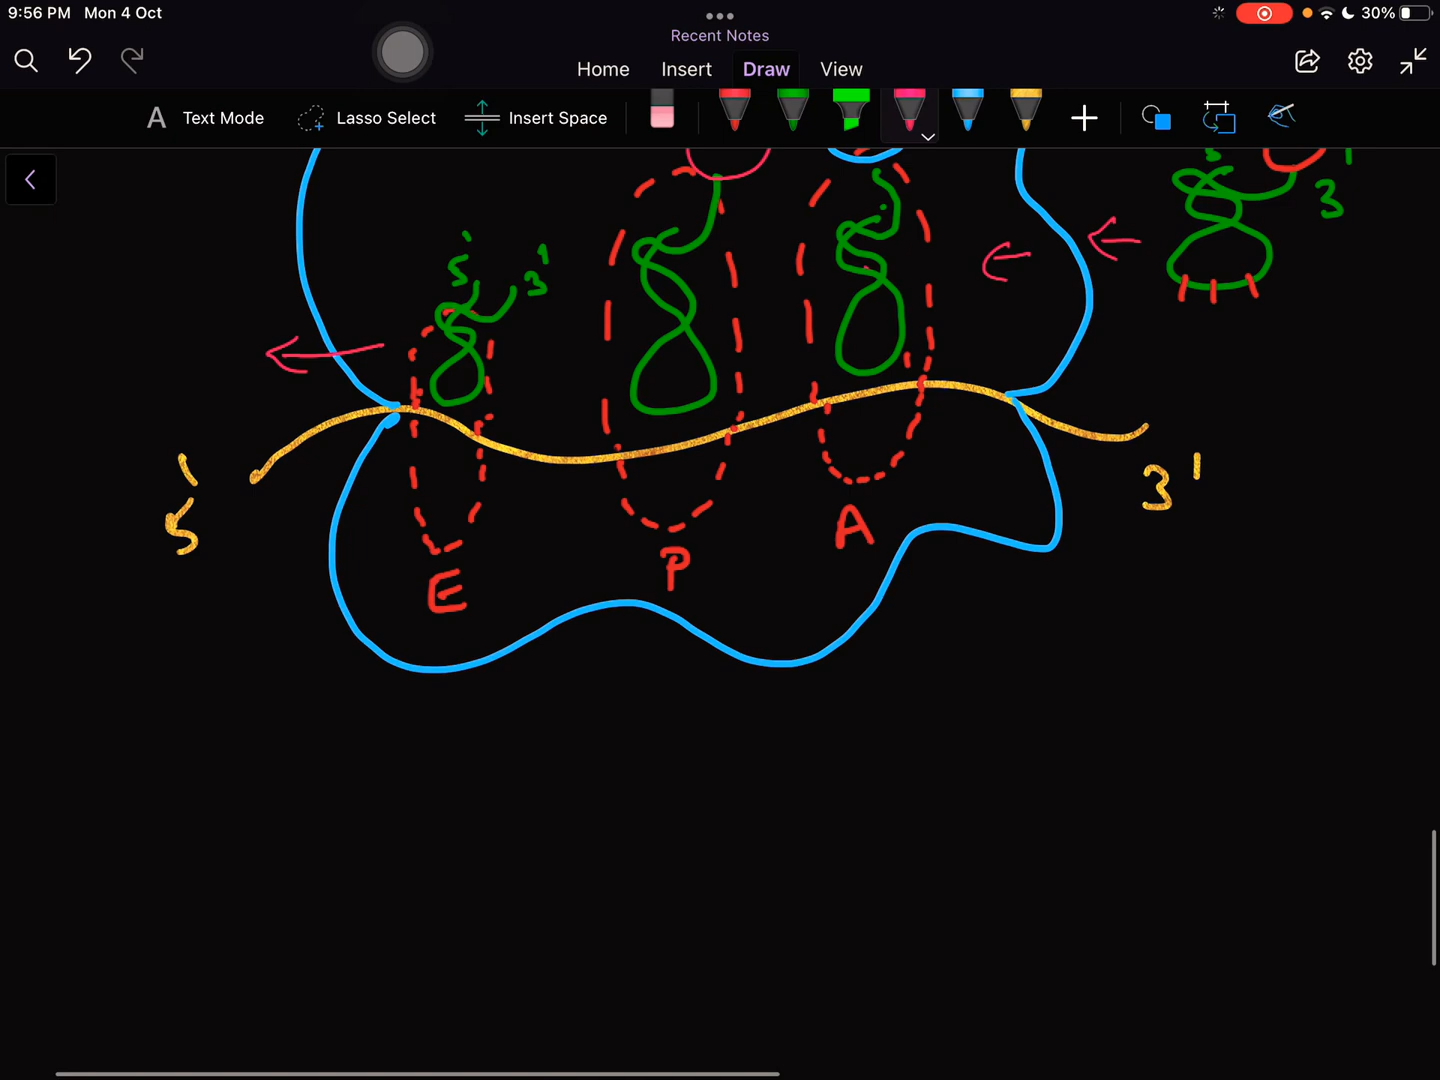 9:56 PM Mon 4 Oct
30%
Recent Notes
Home Insert Draw View
Text Mode Lasso Select Insert Space
3
5' 3'
5' 3'
E P A